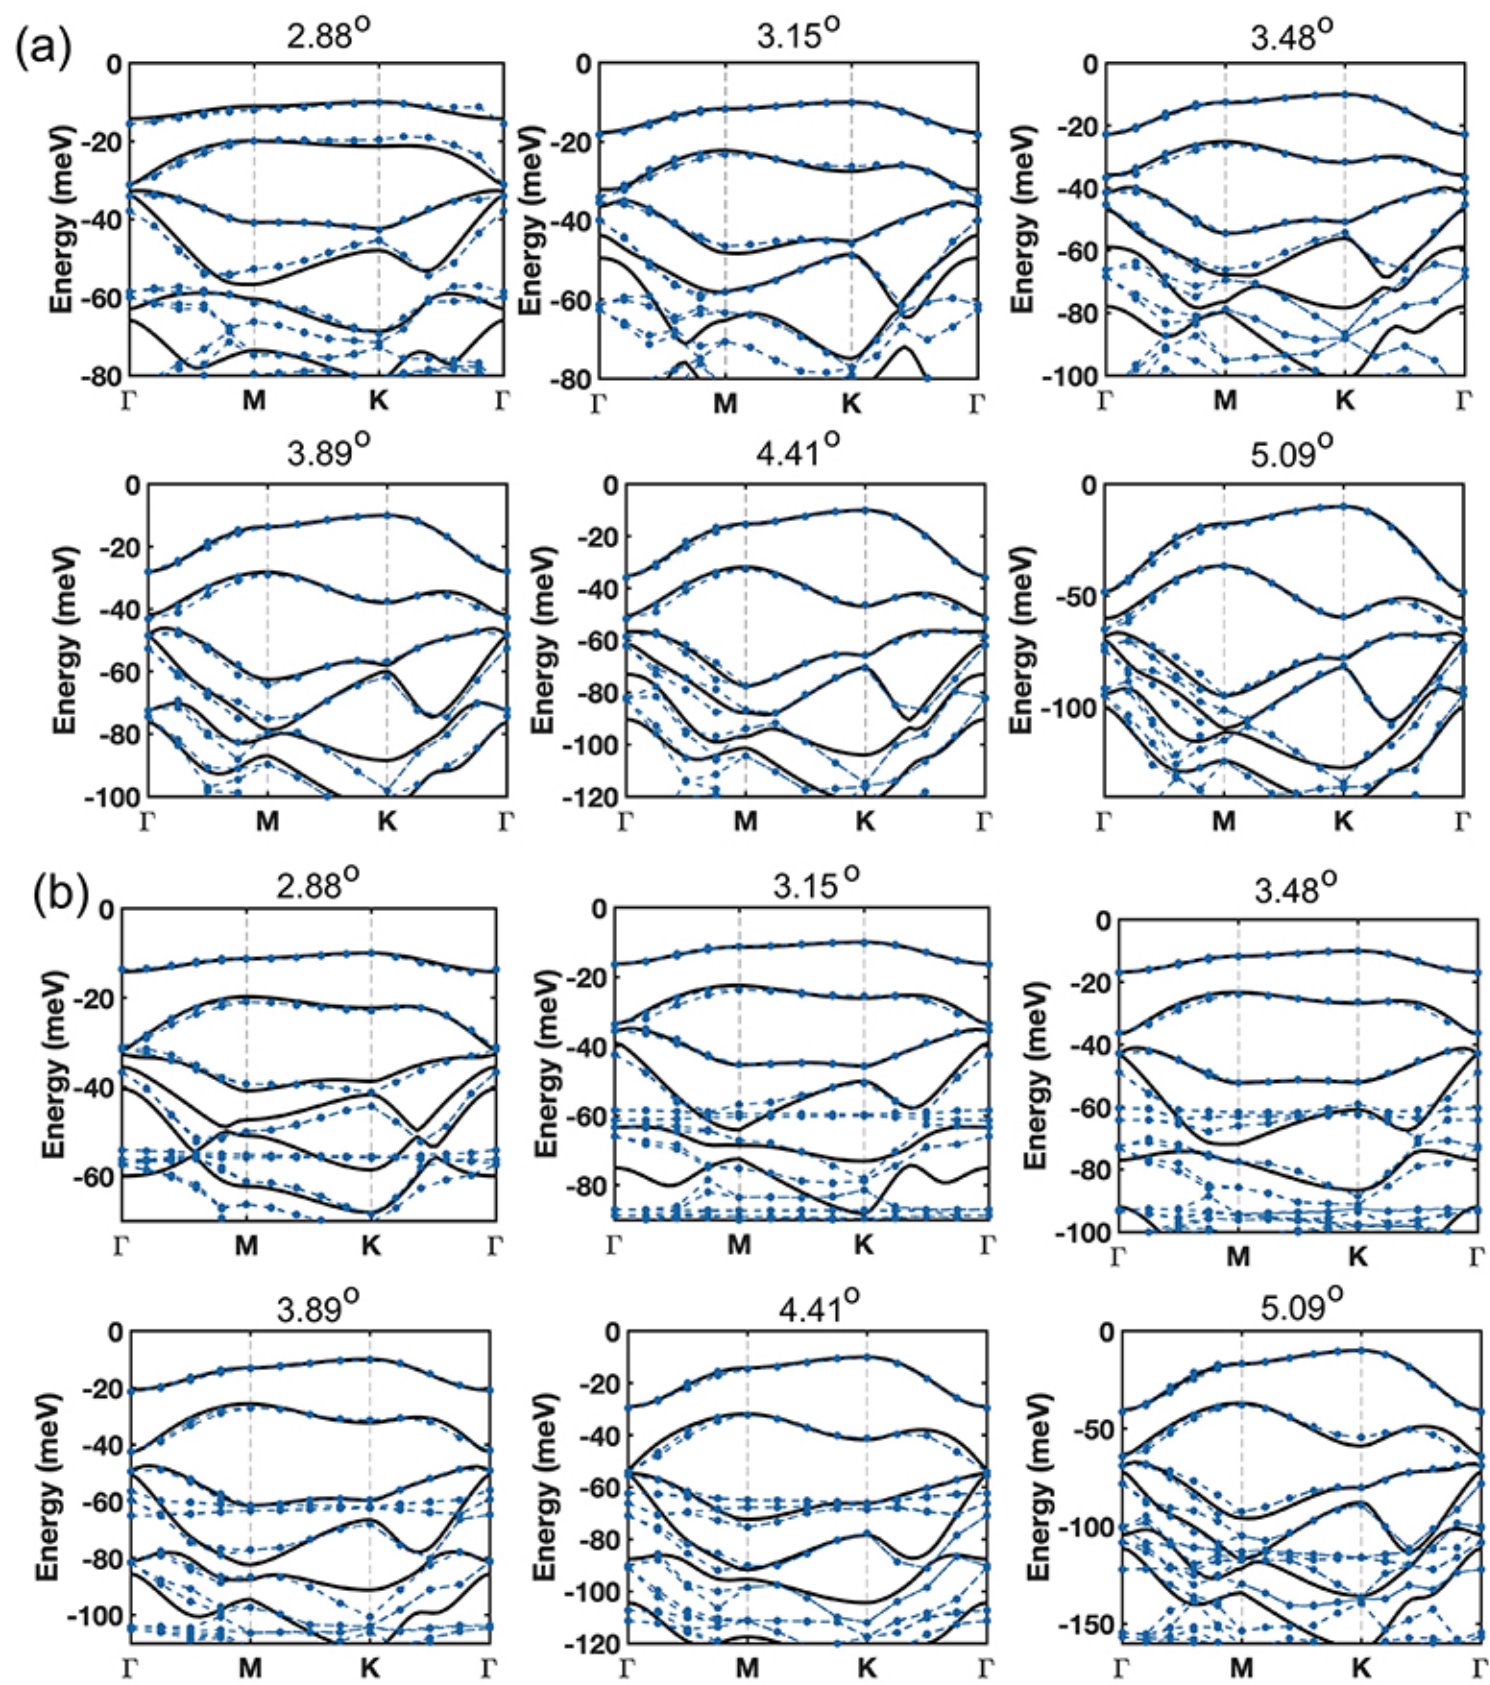 (a)
2.88° 3.15° 3.48°
0 0 0
-20 -20 -20
-40 -40 -40
-60 -60 -60
-80 -80 -80
-100
Energy (meV) Energy (meV) Energy (meV)
Γ M K Γ Γ M K Γ Γ M K Γ
3.89° 4.41° 5.09°
0 0 0
-20 -20 -50
-40 -40 -100
-60 -60
-80 -80
-100 -100
-120
Energy (meV) Energy (meV) Energy (meV)
Γ M K Γ Γ M K Γ Γ M K Γ
(b)
2.88° 3.15° 3.48°
0 0 0
-20 -20 -20
-40 -40 -40
-60 -60 -60
-80 -80
-100
Energy (meV) Energy (meV) Energy (meV)
Γ M K Γ Γ M K Γ Γ M K Γ
3.89° 4.41° 5.09°
0 0 0
-20 -20 -50
-40 -40 -100
-60 -60 -150
-80 -80
-100 -100
-120
Energy (meV) Energy (meV) Energy (meV)
Γ M K Γ Γ M K Γ Γ M K Γ